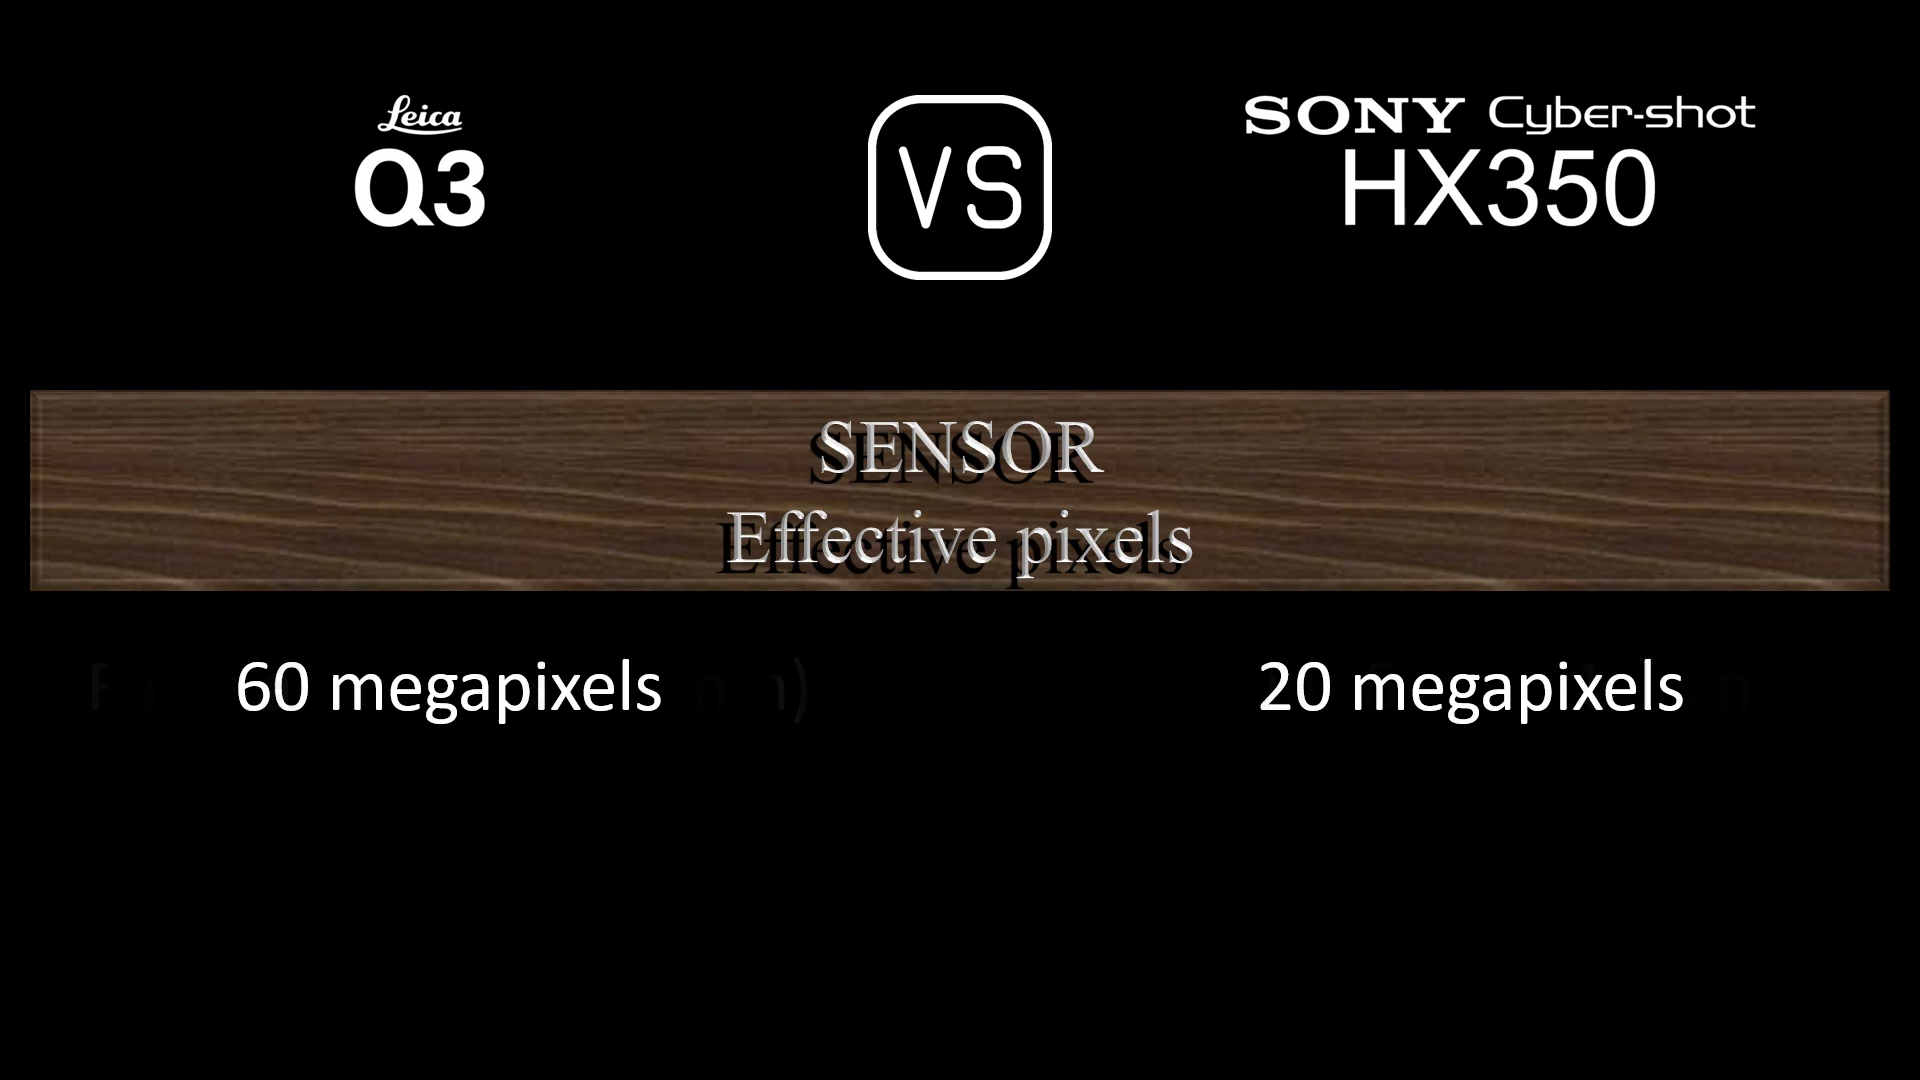 Leica
Q3
VS
SONY Cyber-shot
HX350
SENSOR
Effective pixels
60 megapixels
20 megapixels